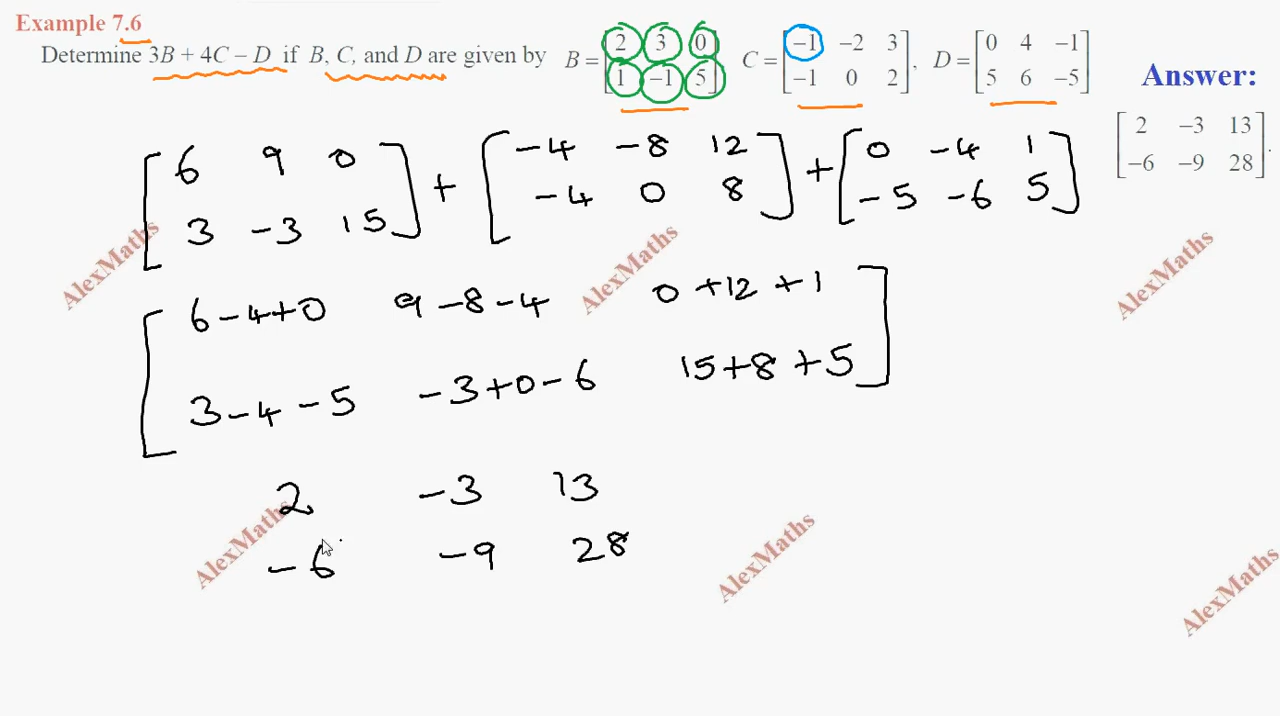 Example 7.6
Determine 3B + 4C – D if B, C, and D are given by B = [2 3 0; 1 −1 5] C = [−1 −2 3; −1 0 2], D = [0 4 −1; 5 6 −5]
Answer:
[2 −3 13; −6 −9 28].
[6 9 0; 3 −3 15] + [−4 −8 12; −4 0 8] + [0 −4 1; −5 −6 5]
AlexMaths AlexMaths AlexMaths
[6−4+0 9−8−4 0+12+1
3−4−5 −3+0−6 15+8+5]
2 −3 13
−6 −9 28
AlexMaths AlexMaths AlexMaths